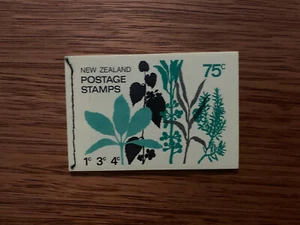 NEW ZEALAND 75c
POSTAGE
STAMPS
1c 3c 4c